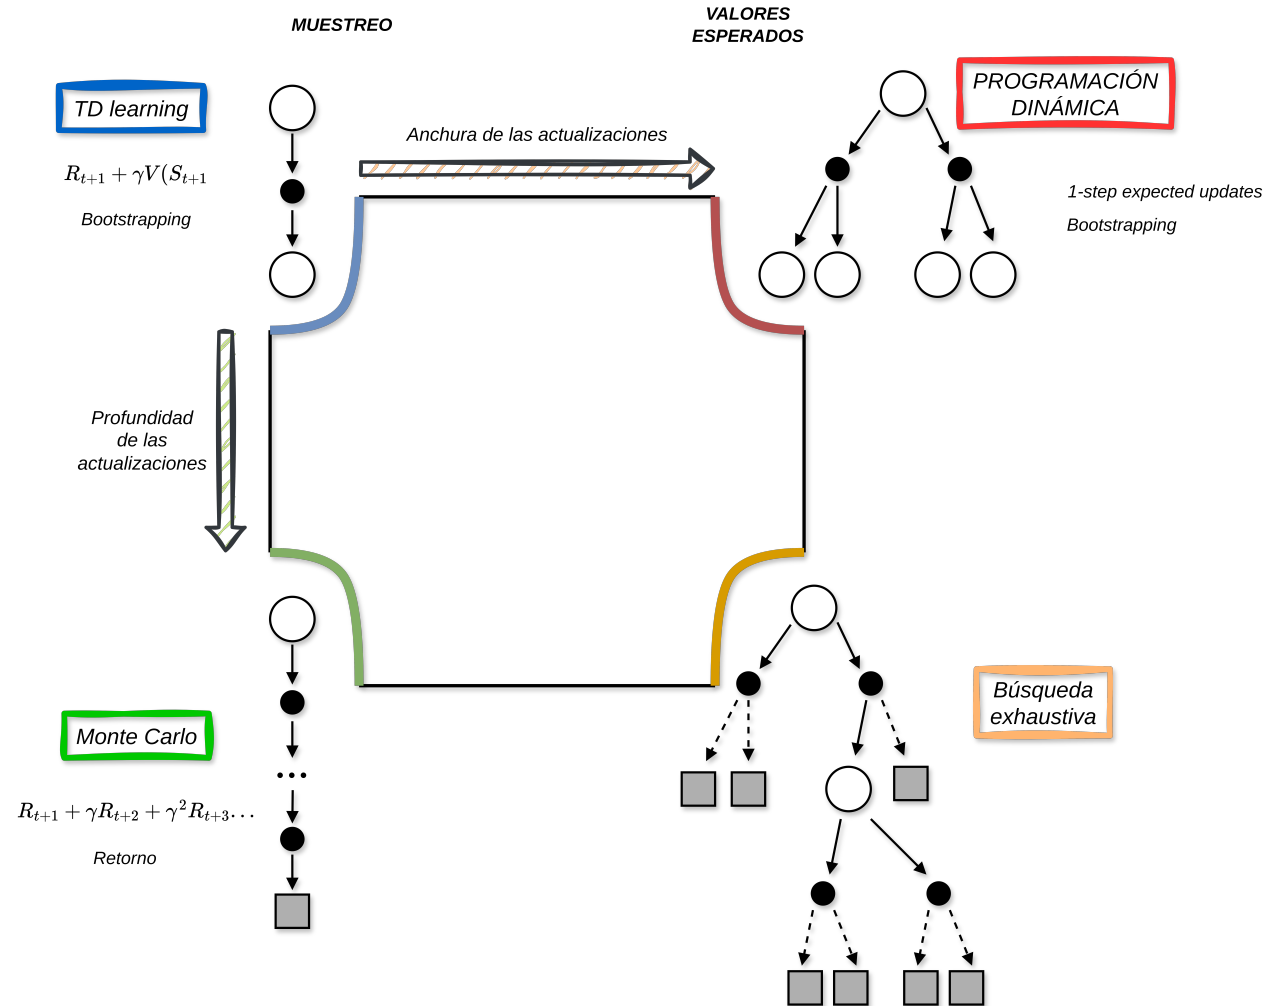 MUESTREO
VALORES
ESPERADOS
TD learning
PROGRAMACIÓN
DINÁMICA
Anchura de las actualizaciones
R_{t+1} + γV(S_{t+1}
Bootstrapping
1-step expected updates
Bootstrapping
Profundidad
de las
actualizaciones
Búsqueda
exhaustiva
Monte Carlo
...
R_{t+1} + γR_{t+2} + γ²R_{t+3}...
Retorno